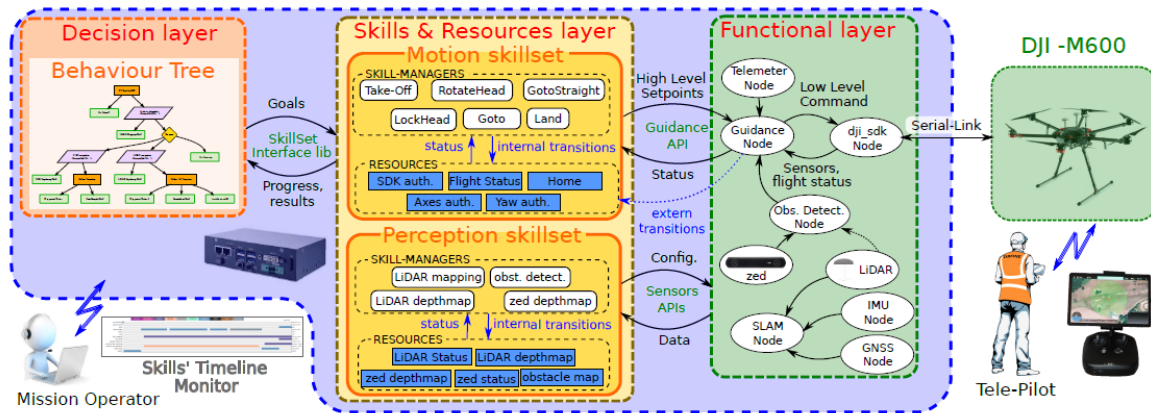 Decision layer
Behaviour Tree
Goals
SkillSet
Interface lib
Progress,
results
Skills & Resources layer
Motion skillset
SKILL-MANAGERS
Take-Off
RotateHead
GotoStraight
LockHead
Goto
Land
status
internal transitions
RESOURCES
SDK auth.
Flight Status
Home
Axes auth.
Yaw auth.
Perception skillset
SKILL-MANAGERS
LiDAR mapping
obst. detect.
LiDAR depthmap
zed depthmap
status
internal transitions
RESOURCES
LiDAR Status
LiDAR depthmap
zed depthmap
zed status
obstacle map
High Level
Setpoints
Guidance
API
Status
extern
transitions
Config.
Sensors
APIs
Data
Functional layer
Telemeter
Node
Low Level
Command
Guidance
Node
dji_sdk
Node
Sensors,
flight status
Obs. Detect.
Node
zed
LiDAR
IMU
Node
SLAM
Node
GNSS
Node
Serial-Link
DJI -M600
Tele-Pilot
Mission Operator
Skills' Timeline
Monitor